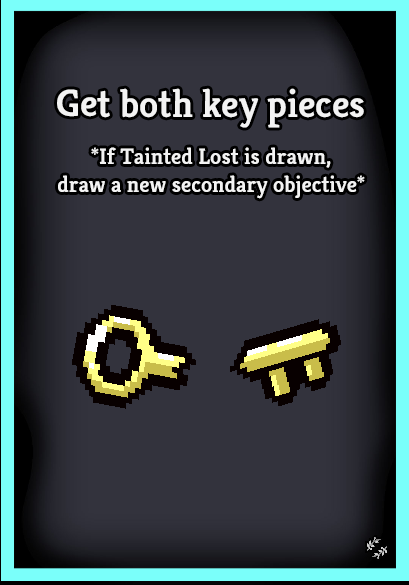 Get both key pieces
*If Tainted Lost is drawn,
draw a new secondary objective*